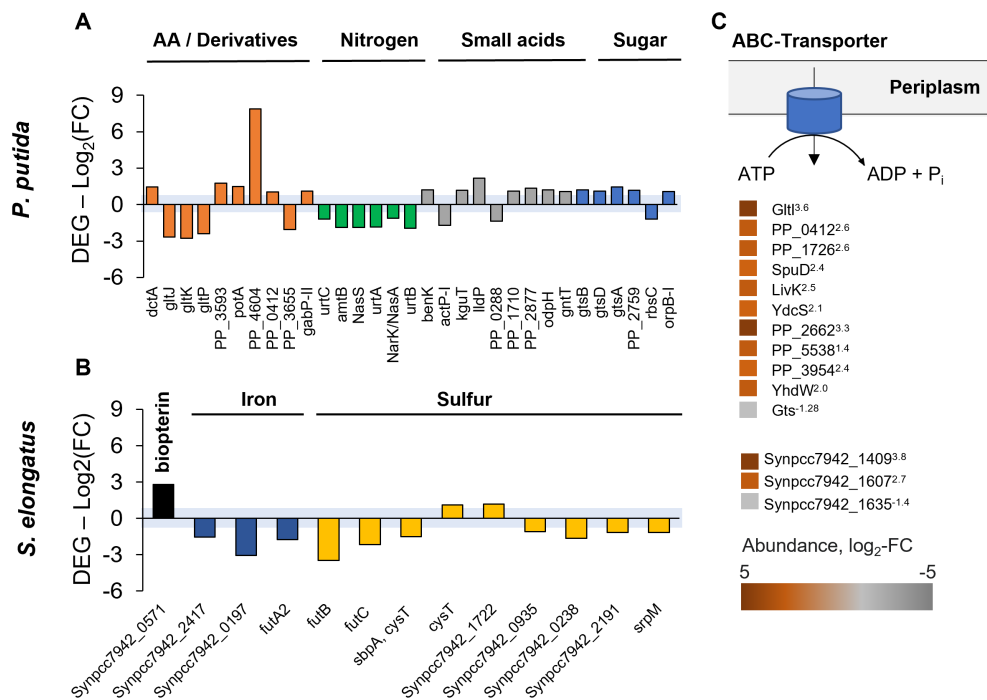 A
AA / Derivatives
Nitrogen
Small acids
Sugar
P. putida
DEG – Log2(FC)
9
6
3
0
-3
-6
dctA
gltJ
gltK
gltP
PP_3593
potA
PP_4604
PP_0412
PP_3655
gabP-II
urtC
amtB
NasS
urtA
NarK/NasA
urtB
benK
actP-I
kguT
lldP
PP_0288
PP_1710
PP_2877
odpH
gntT
gtsB
gtsD
gtsA
PP_2759
rbsC
orpB-I
B
biopterin
Iron
Sulfur
S. elongatus
DEG – Log2(FC)
9
6
3
0
-3
-6
Synpcc7942_0571
Synpcc7942_2417
Synpcc7942_0197
futA2
futB
futC
sbpA, cysT
cysT
Synpcc7942_1722
Synpcc7942_0935
Synpcc7942_0238
Synpcc7942_2191
srpM
C
ABC-Transporter
Periplasm
ATP
ADP + Pi
GltI3.6
PP_04122.6
PP_17262.6
SpuD2.4
LivK2.5
YdcS2.1
PP_26623.3
PP_55381.4
PP_39542.4
YhdW2.0
Gts-1.28
Synpcc7942_14093.8
Synpcc7942_16072.7
Synpcc7942_1635-1.4
Abundance, log2-FC
5 -5